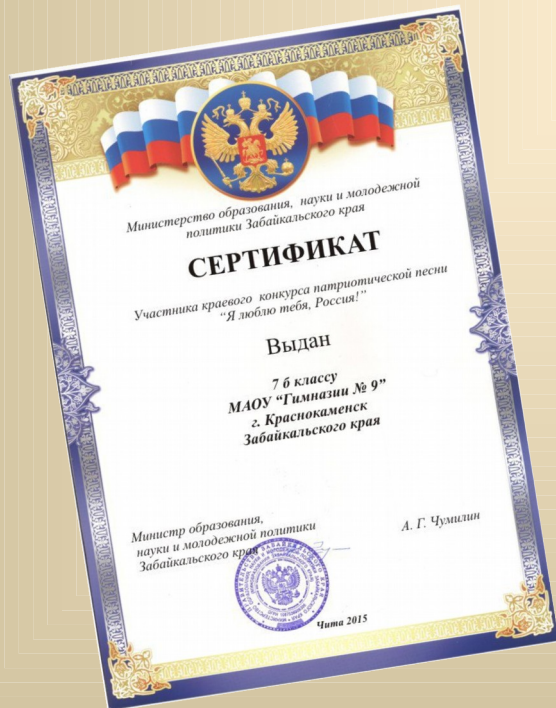 Министерство образования, науки и молодежной
политики Забайкальского края
СЕРТИФИКАТ
Участника краевого конкурса патриотической песни
“Я люблю тебя, Россия!”
Выдан
7 б классу
МАОУ “Гимназии № 9”
г. Краснокаменск
Забайкальского края
Министр образования,
науки и молодежной политики
Забайкальского края
А. Г. Чумилин
Чита 2015